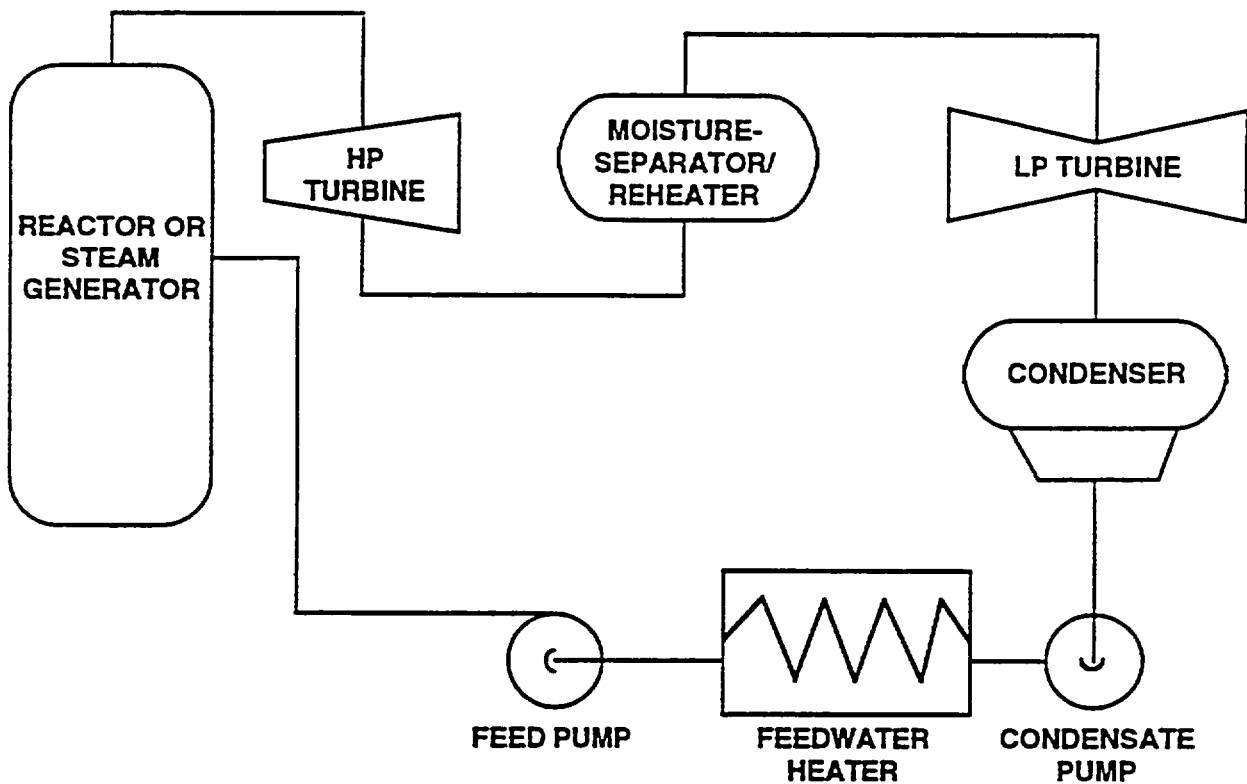 REACTOR OR
STEAM
GENERATOR
HP
TURBINE
MOISTURE-
SEPARATOR/
REHEATER
LP TURBINE
CONDENSER
FEED PUMP
FEEDWATER
HEATER
CONDENSATE
PUMP